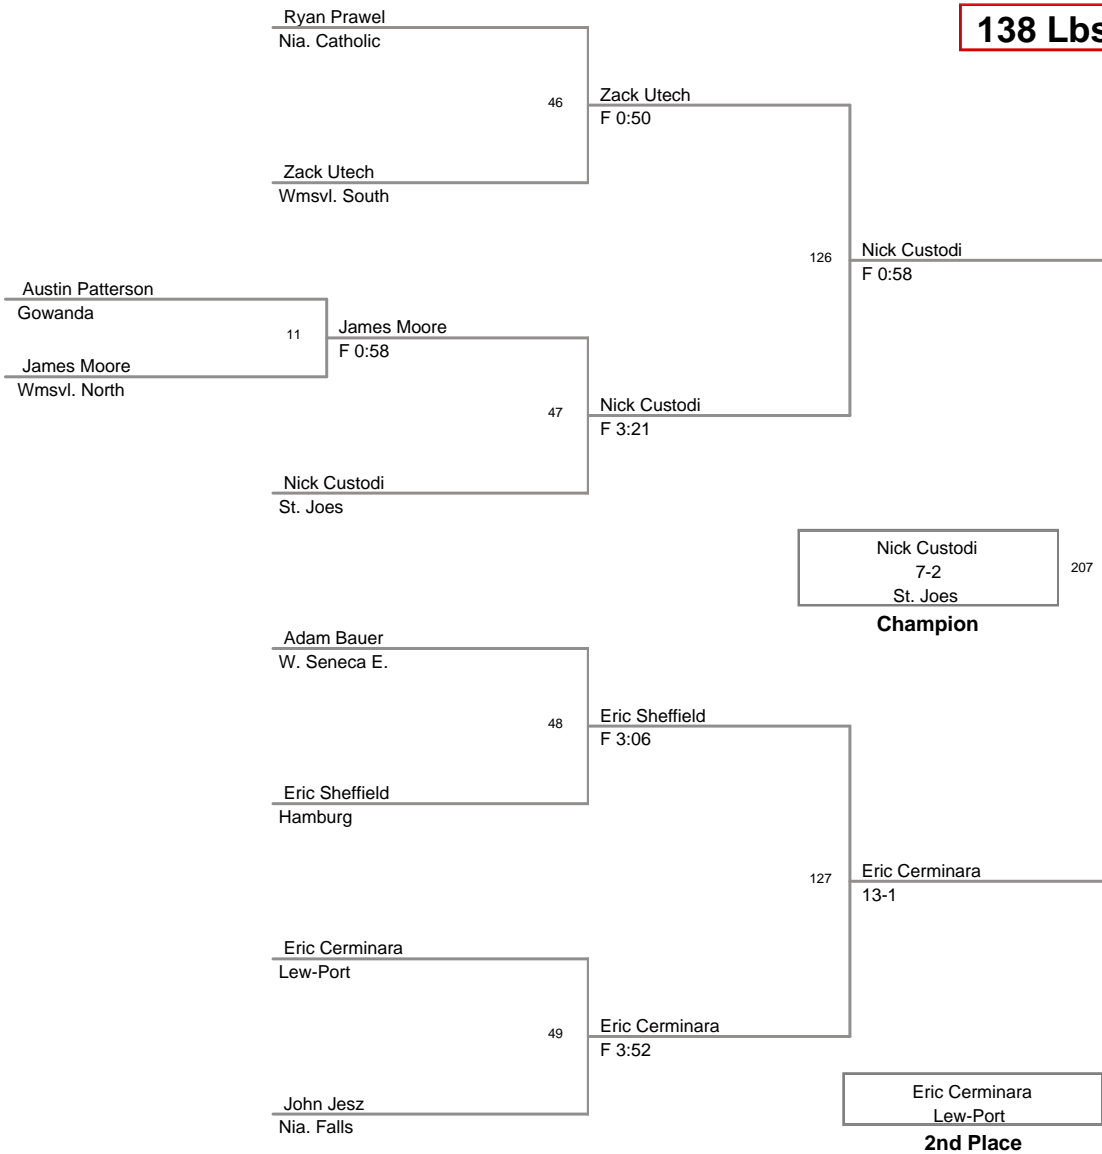 Ryan Prawel
Nia. Catholic
138 Lbs
46
Zack Utech
F 0:50
Zack Utech
Wmsvl. South
126
Nick Custodi
F 0:58
Austin Patterson
Gowanda
11
James Moore
F 0:58
James Moore
Wmsvl. North
47
Nick Custodi
F 3:21
Nick Custodi
St. Joes
Nick Custodi
7-2
St. Joes
207
Champion
Adam Bauer
W. Seneca E.
48
Eric Sheffield
F 3:06
Eric Sheffield
Hamburg
127
Eric Cerminara
13-1
Eric Cerminara
Lew-Port
49
Eric Cerminara
F 3:52
John Jesz
Nia. Falls
Eric Cerminara
Lew-Port
2nd Place